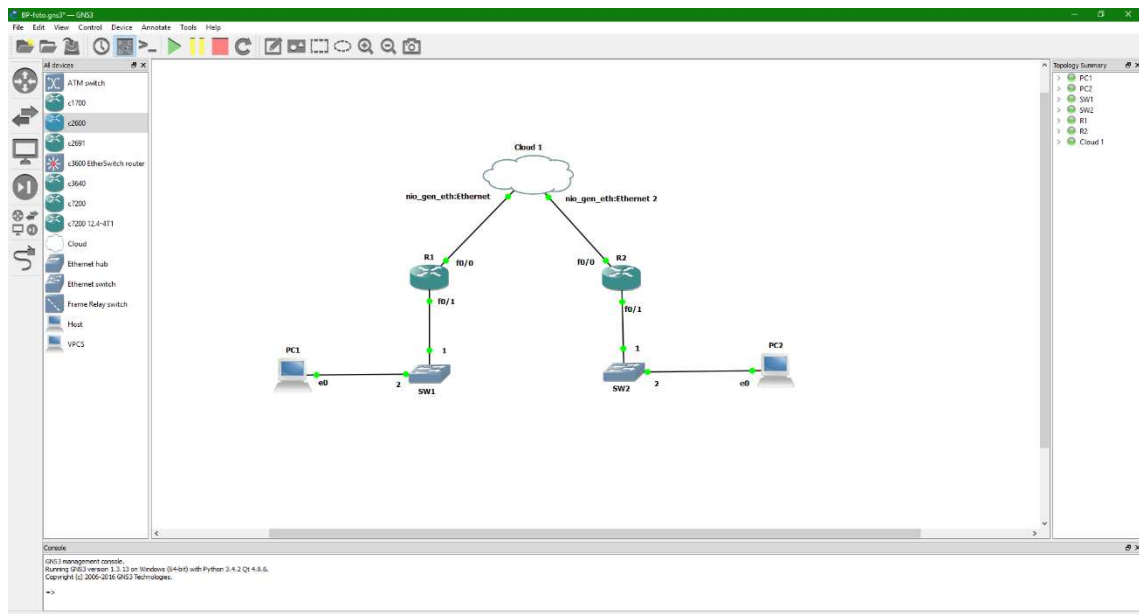 BP-foto.gns3* — GNS3
File Edit View Control Device Annotate Tools Help
All devices
ATM switch
c1700
c2600
c2691
c3600 EtherSwitch router
c3640
c7200
c7200 12.4-4T1
Cloud
Ethernet hub
Ethernet switch
Frame Relay switch
Host
VPCS
Cloud 1
nio_gen_eth:Ethernet
nio_gen_eth:Ethernet 2
R1
f0/0
f0/0
R2
f0/1
f0/1
PC1
1
1
PC2
e0
2
SW1
SW2
2
e0
Topology Summary
PC1
PC2
SW1
SW2
R1
R2
Cloud 1
Console
GNS3 management console.
Running GNS3 version 1.3.13 on Windows (64-bit) with Python 3.4.2 Qt 4.8.6.
Copyright (c) 2006-2016 GNS3 Technologies.
=>